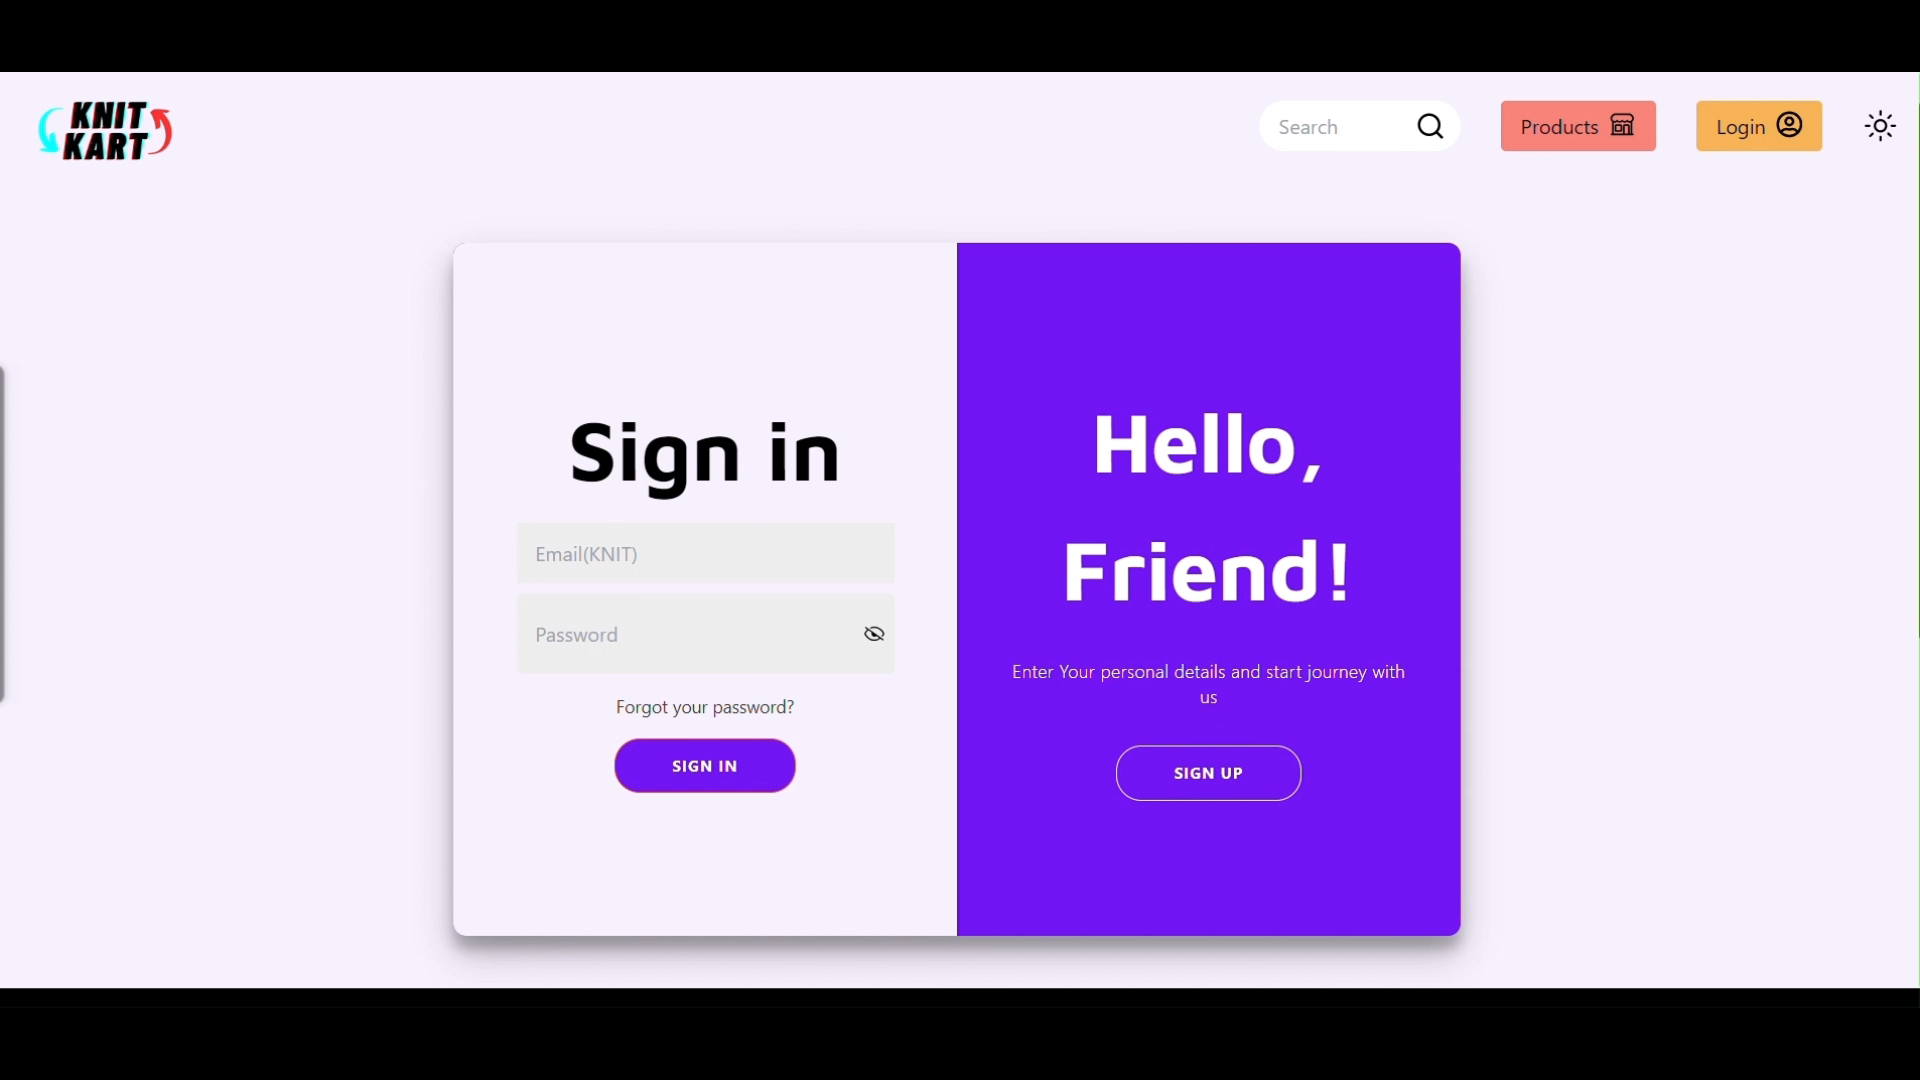 KNIT
KART
Search
Products
Login
Sign in
Email(KNIT)
Password
Forgot your password?
SIGN IN
Hello,
Friend!
Enter Your personal details and start journey with
us
SIGN UP